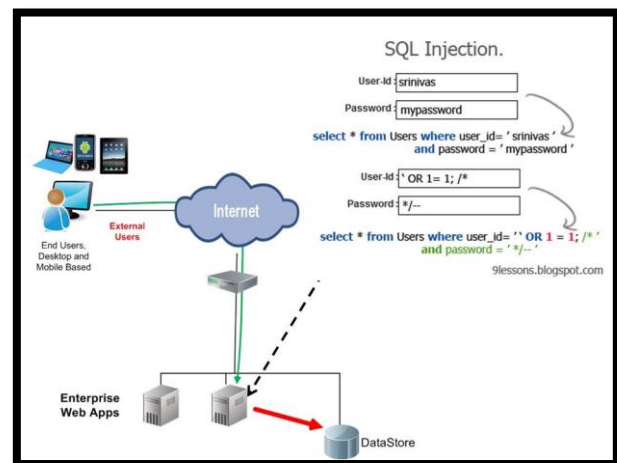 SQL Injection.
User-Id: srinivas
Password: mypassword
select * from Users where user_id= ' srinivas '
and password = ' mypassword '
User-Id: ` OR 1= 1; /*
Password: */--
select * from Users where user_id= '` OR 1 = 1; /* '
and password = ' */-- '
9lessons.blogspot.com
Internet
External
Users
End Users,
Desktop and
Mobile Based
Enterprise
Web Apps
DataStore